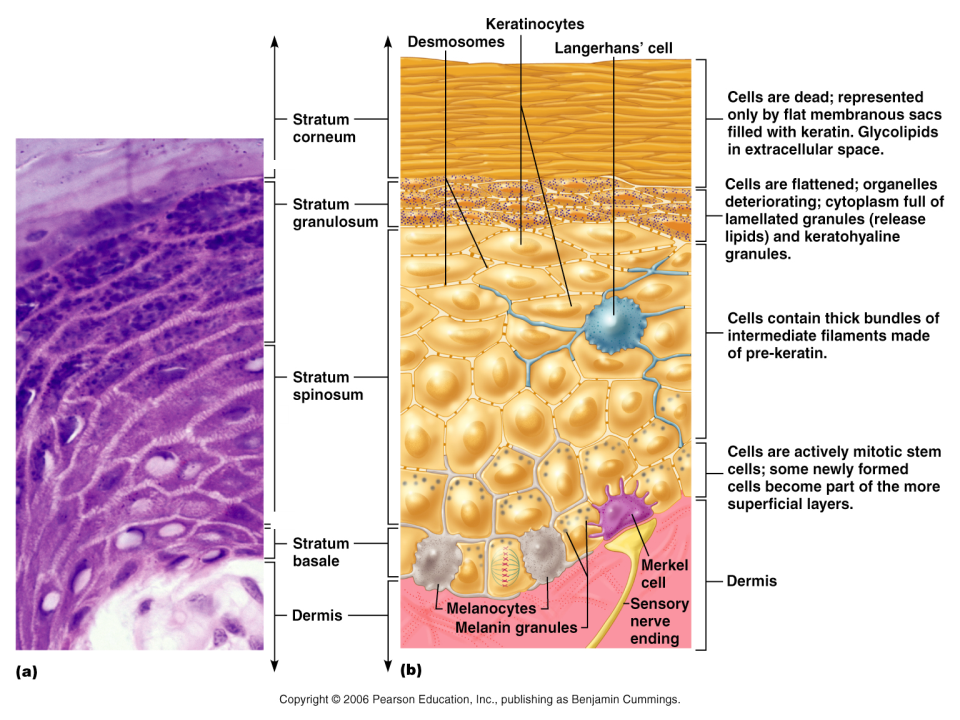 Keratinocytes
Desmosomes
Langerhans’ cell
Stratum
corneum
Stratum
granulosum
Stratum
spinosum
Stratum
basale
Dermis
Cells are dead; represented
only by flat membranous sacs
filled with keratin. Glycolipids
in extracellular space.
Cells are flattened; organelles
deteriorating; cytoplasm full of
lamellated granules (release
lipids) and keratohyaline
granules.
Cells contain thick bundles of
intermediate filaments made
of pre-keratin.
Cells are actively mitotic stem
cells; some newly formed
cells become part of the more
superficial layers.
Merkel
cell
Dermis
Melanocytes
Melanin granules
Sensory
nerve
ending
(a)
(b)
Copyright © 2006 Pearson Education, Inc., publishing as Benjamin Cummings.